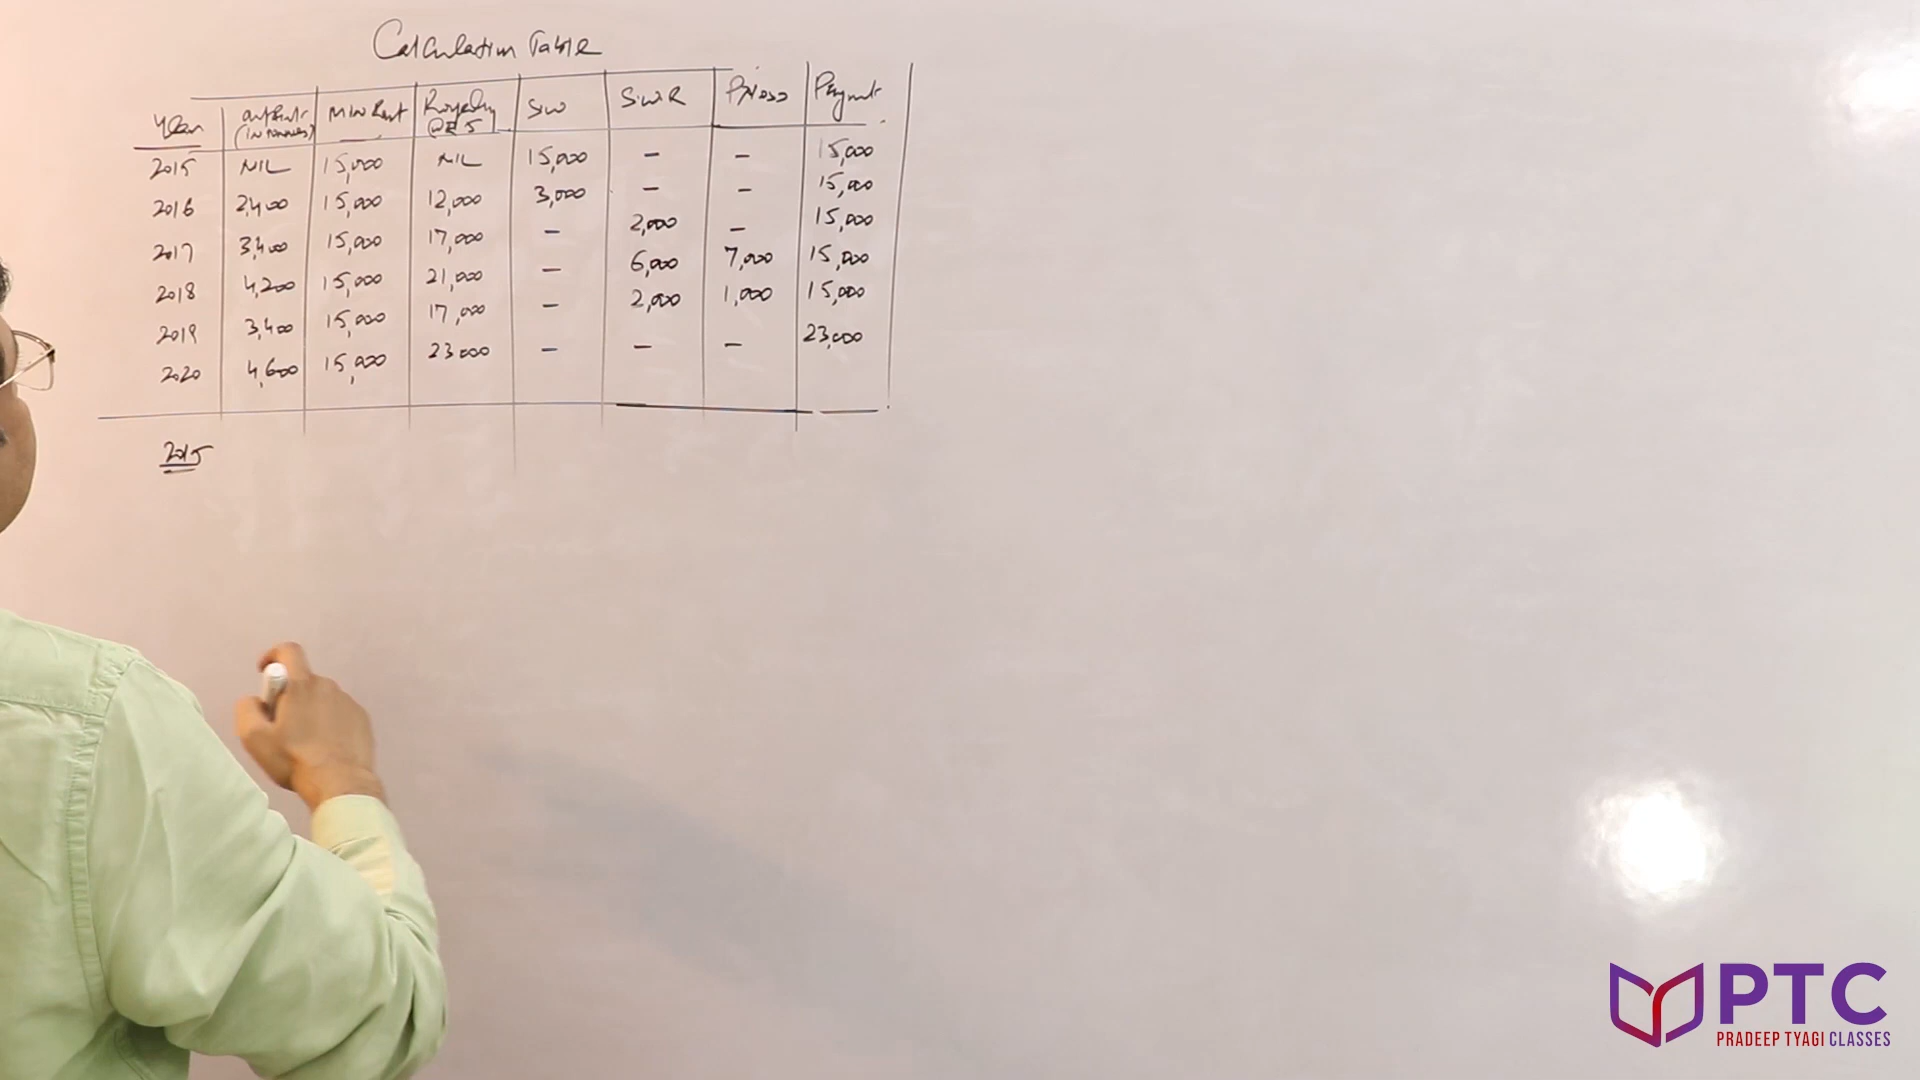 Calculation Table
Year | output (in tonnes) | Min Rent | Royalty @ ₹ 5 | SW | S.W.R | P/Loss | Payment
2015 | NIL | 15,000 | NIL | 15,000 | - | - | 15,000
2016 | 2,400 | 15,000 | 12,000 | 3,000 | - | - | 15,000
2017 | 3,400 | 15,000 | 17,000 | - | 2,000 | - | 15,000
2018 | 4,200 | 15,000 | 21,000 | - | 6,000 | 7,000 | 15,000
2019 | 3,400 | 15,000 | 17,000 | - | 2,000 | 1,000 | 15,000
2020 | 4,600 | 15,000 | 23000 | - | - | - | 23,000
2015
PTC
PRADEEP TYAGI CLASSES